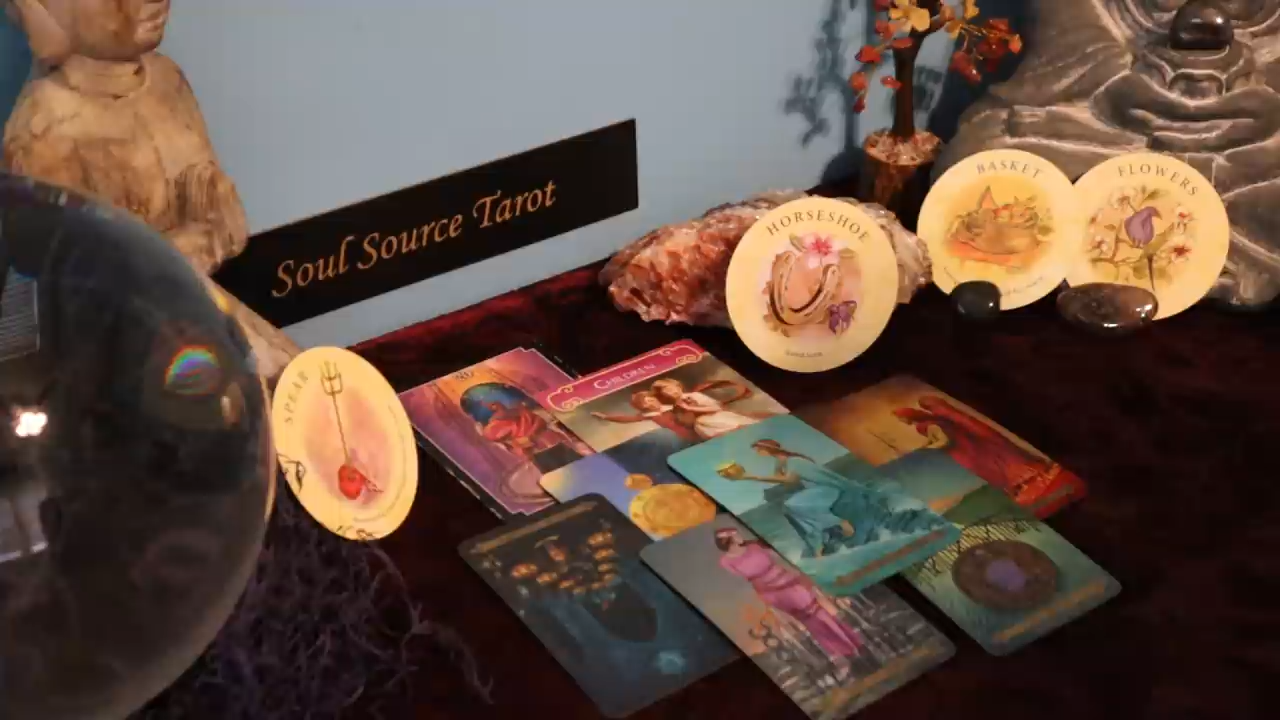 Soul Source Tarot
BASKET
FLOWERS
HORSESHOE
SPEAR
CHILDREN